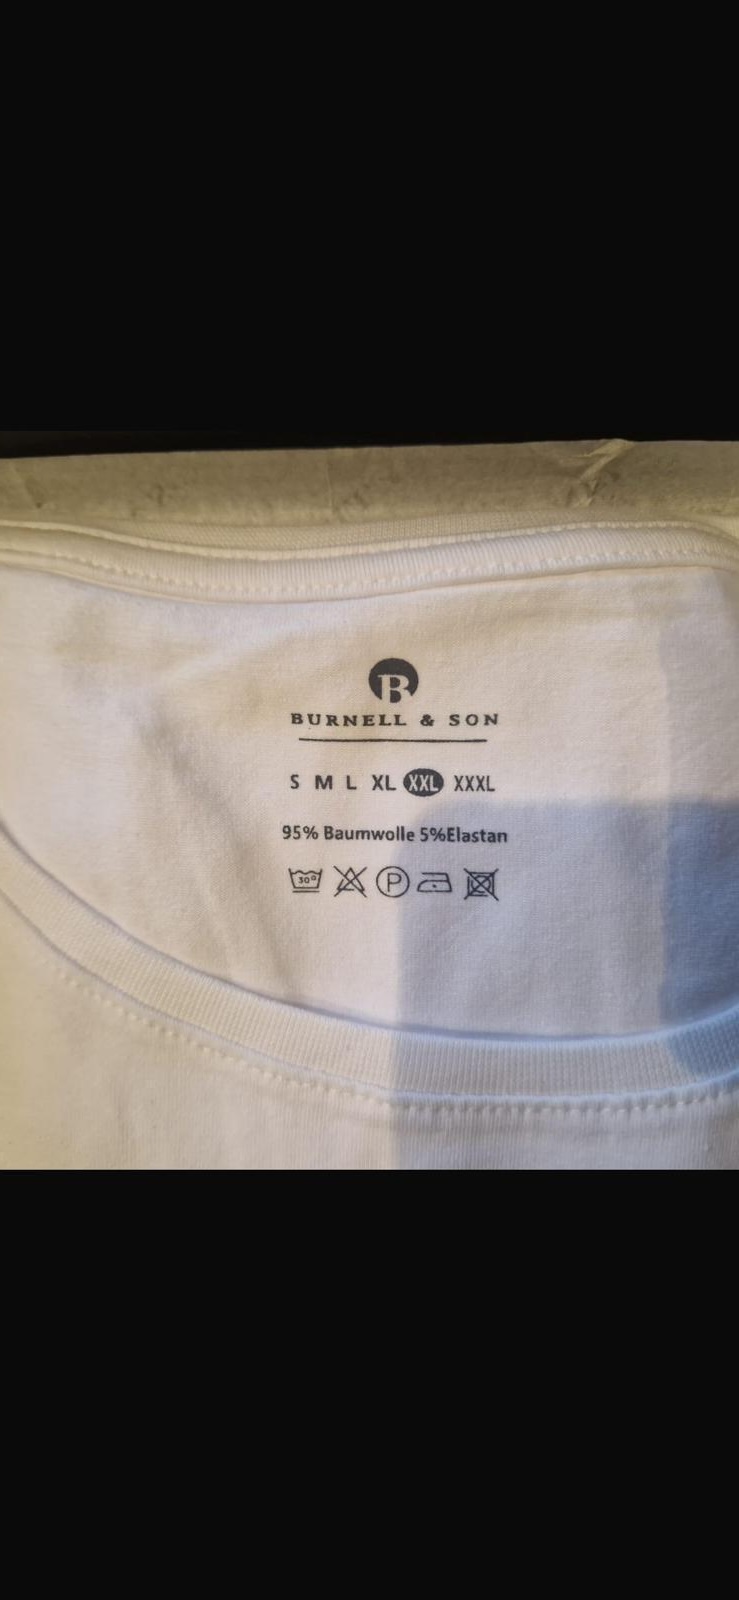 B
BURNELL & SON
S M L XL XXL XXXL
95% Baumwolle 5%Elastan
30° P